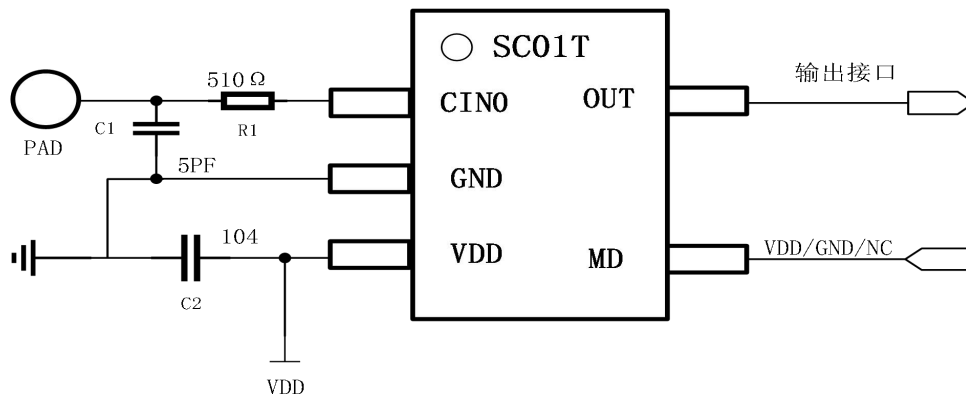 SC01T
510Ω
输出接口
CIN0
OUT
C1
R1
PAD
5PF
GND
104
VDD
MD
VDD/GND/NC
C2
VDD